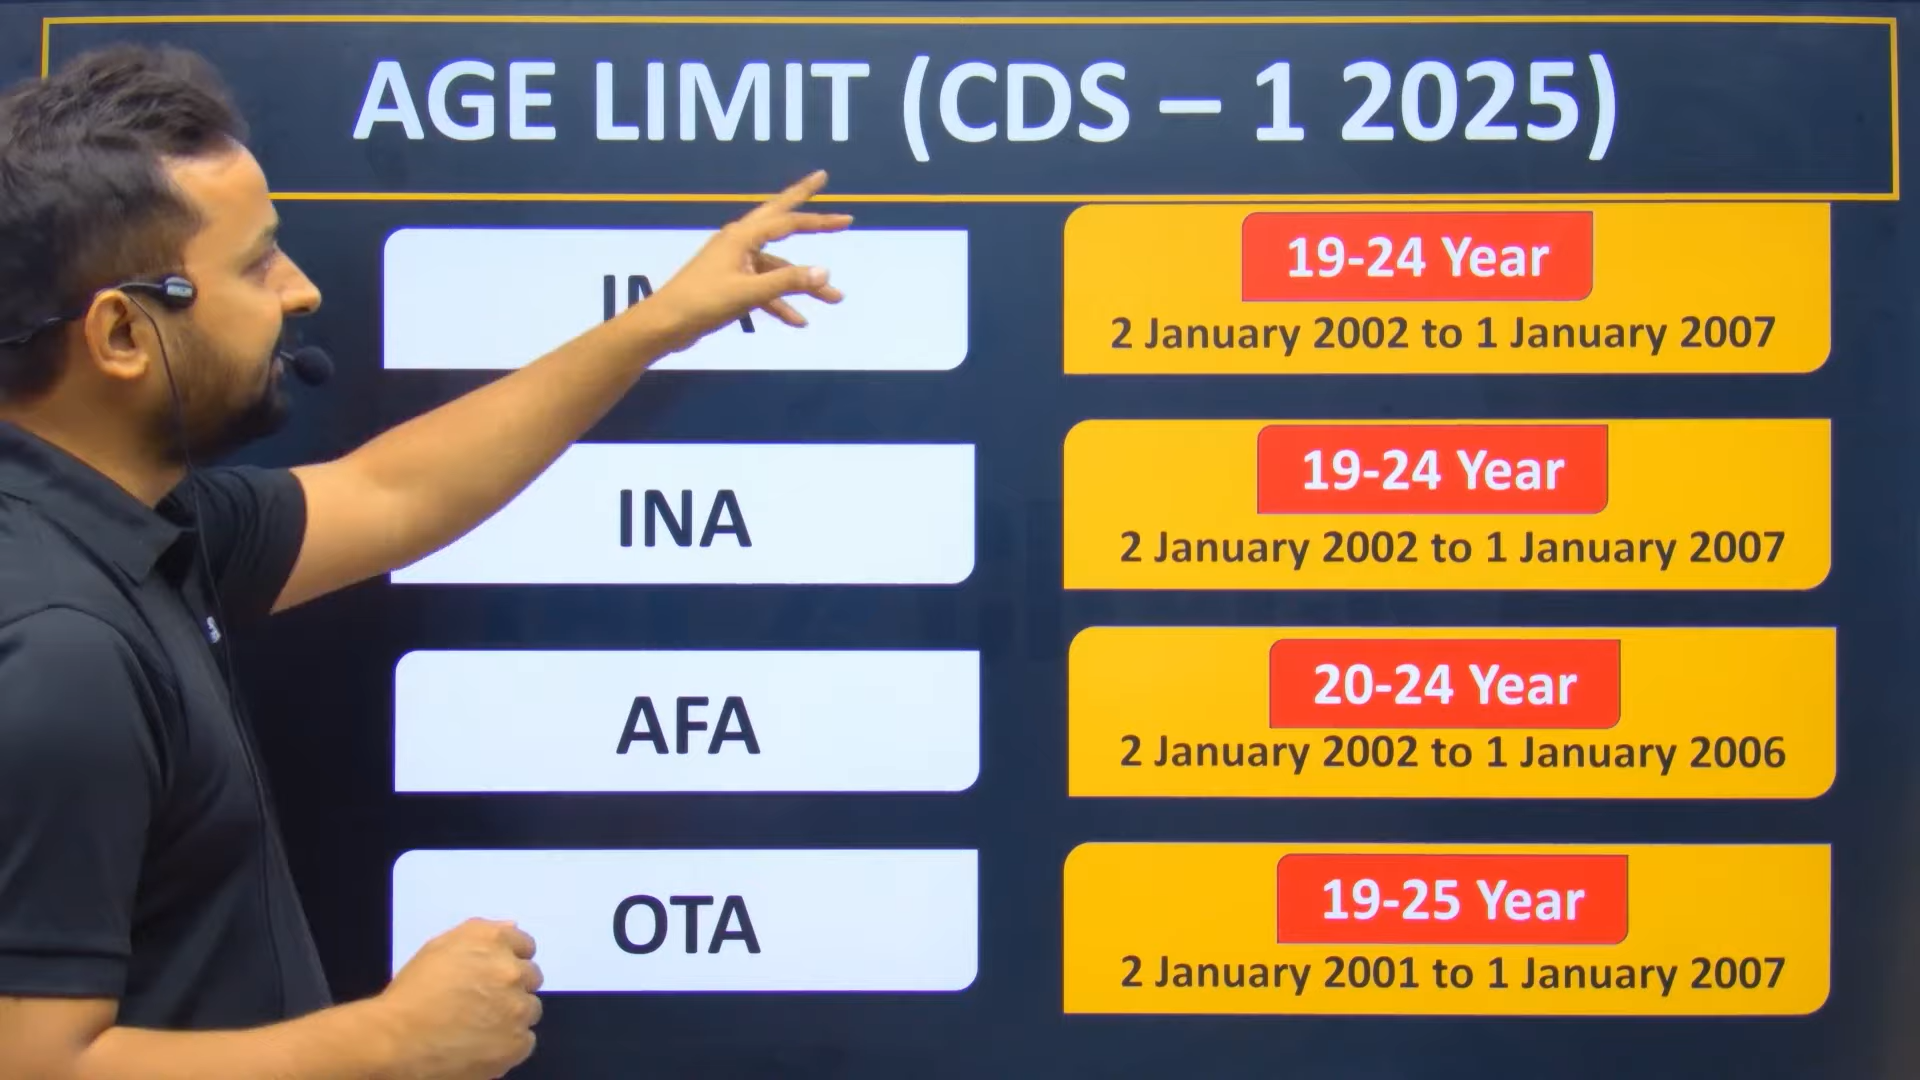 AGE LIMIT (CDS – 1 2025)
19-24 Year
2 January 2002 to 1 January 2007
INA
19-24 Year
2 January 2002 to 1 January 2007
AFA
20-24 Year
2 January 2002 to 1 January 2006
OTA
19-25 Year
2 January 2001 to 1 January 2007